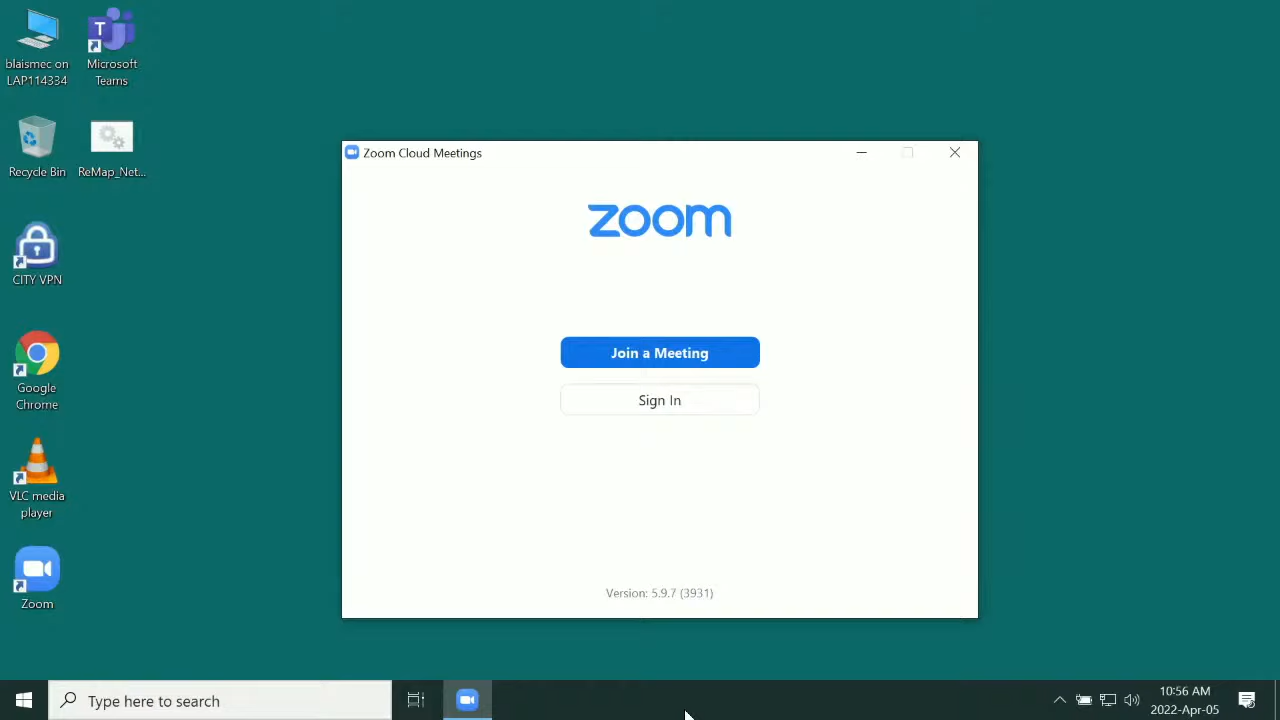 blaismec on
LAP114334
Microsoft
Teams
Recycle Bin
ReMap_Net...
CITY VPN
Google
Chrome
VLC media
player
Zoom
Zoom Cloud Meetings
zoom
Join a Meeting
Sign In
Version: 5.9.7 (3931)
Type here to search
10:56 AM
2022-Apr-05